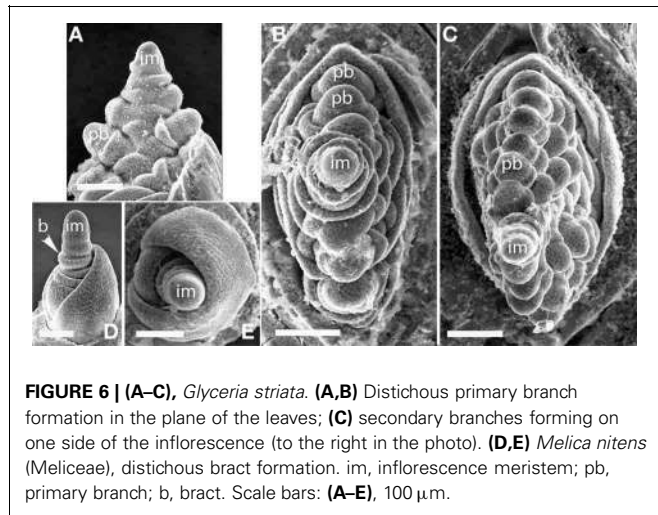 A
im
pb
B
pb
pb
im
C
pb
im
b
im
D
im
E
FIGURE 6 | (A–C), Glyceria striata. (A,B) Distichous primary branch
formation in the plane of the leaves; (C) secondary branches forming on
one side of the inflorescence (to the right in the photo). (D,E) Melica nitens
(Meliceae), distichous bract formation. im, inflorescence meristem; pb,
primary branch; b, bract. Scale bars: (A–E), 100 μm.